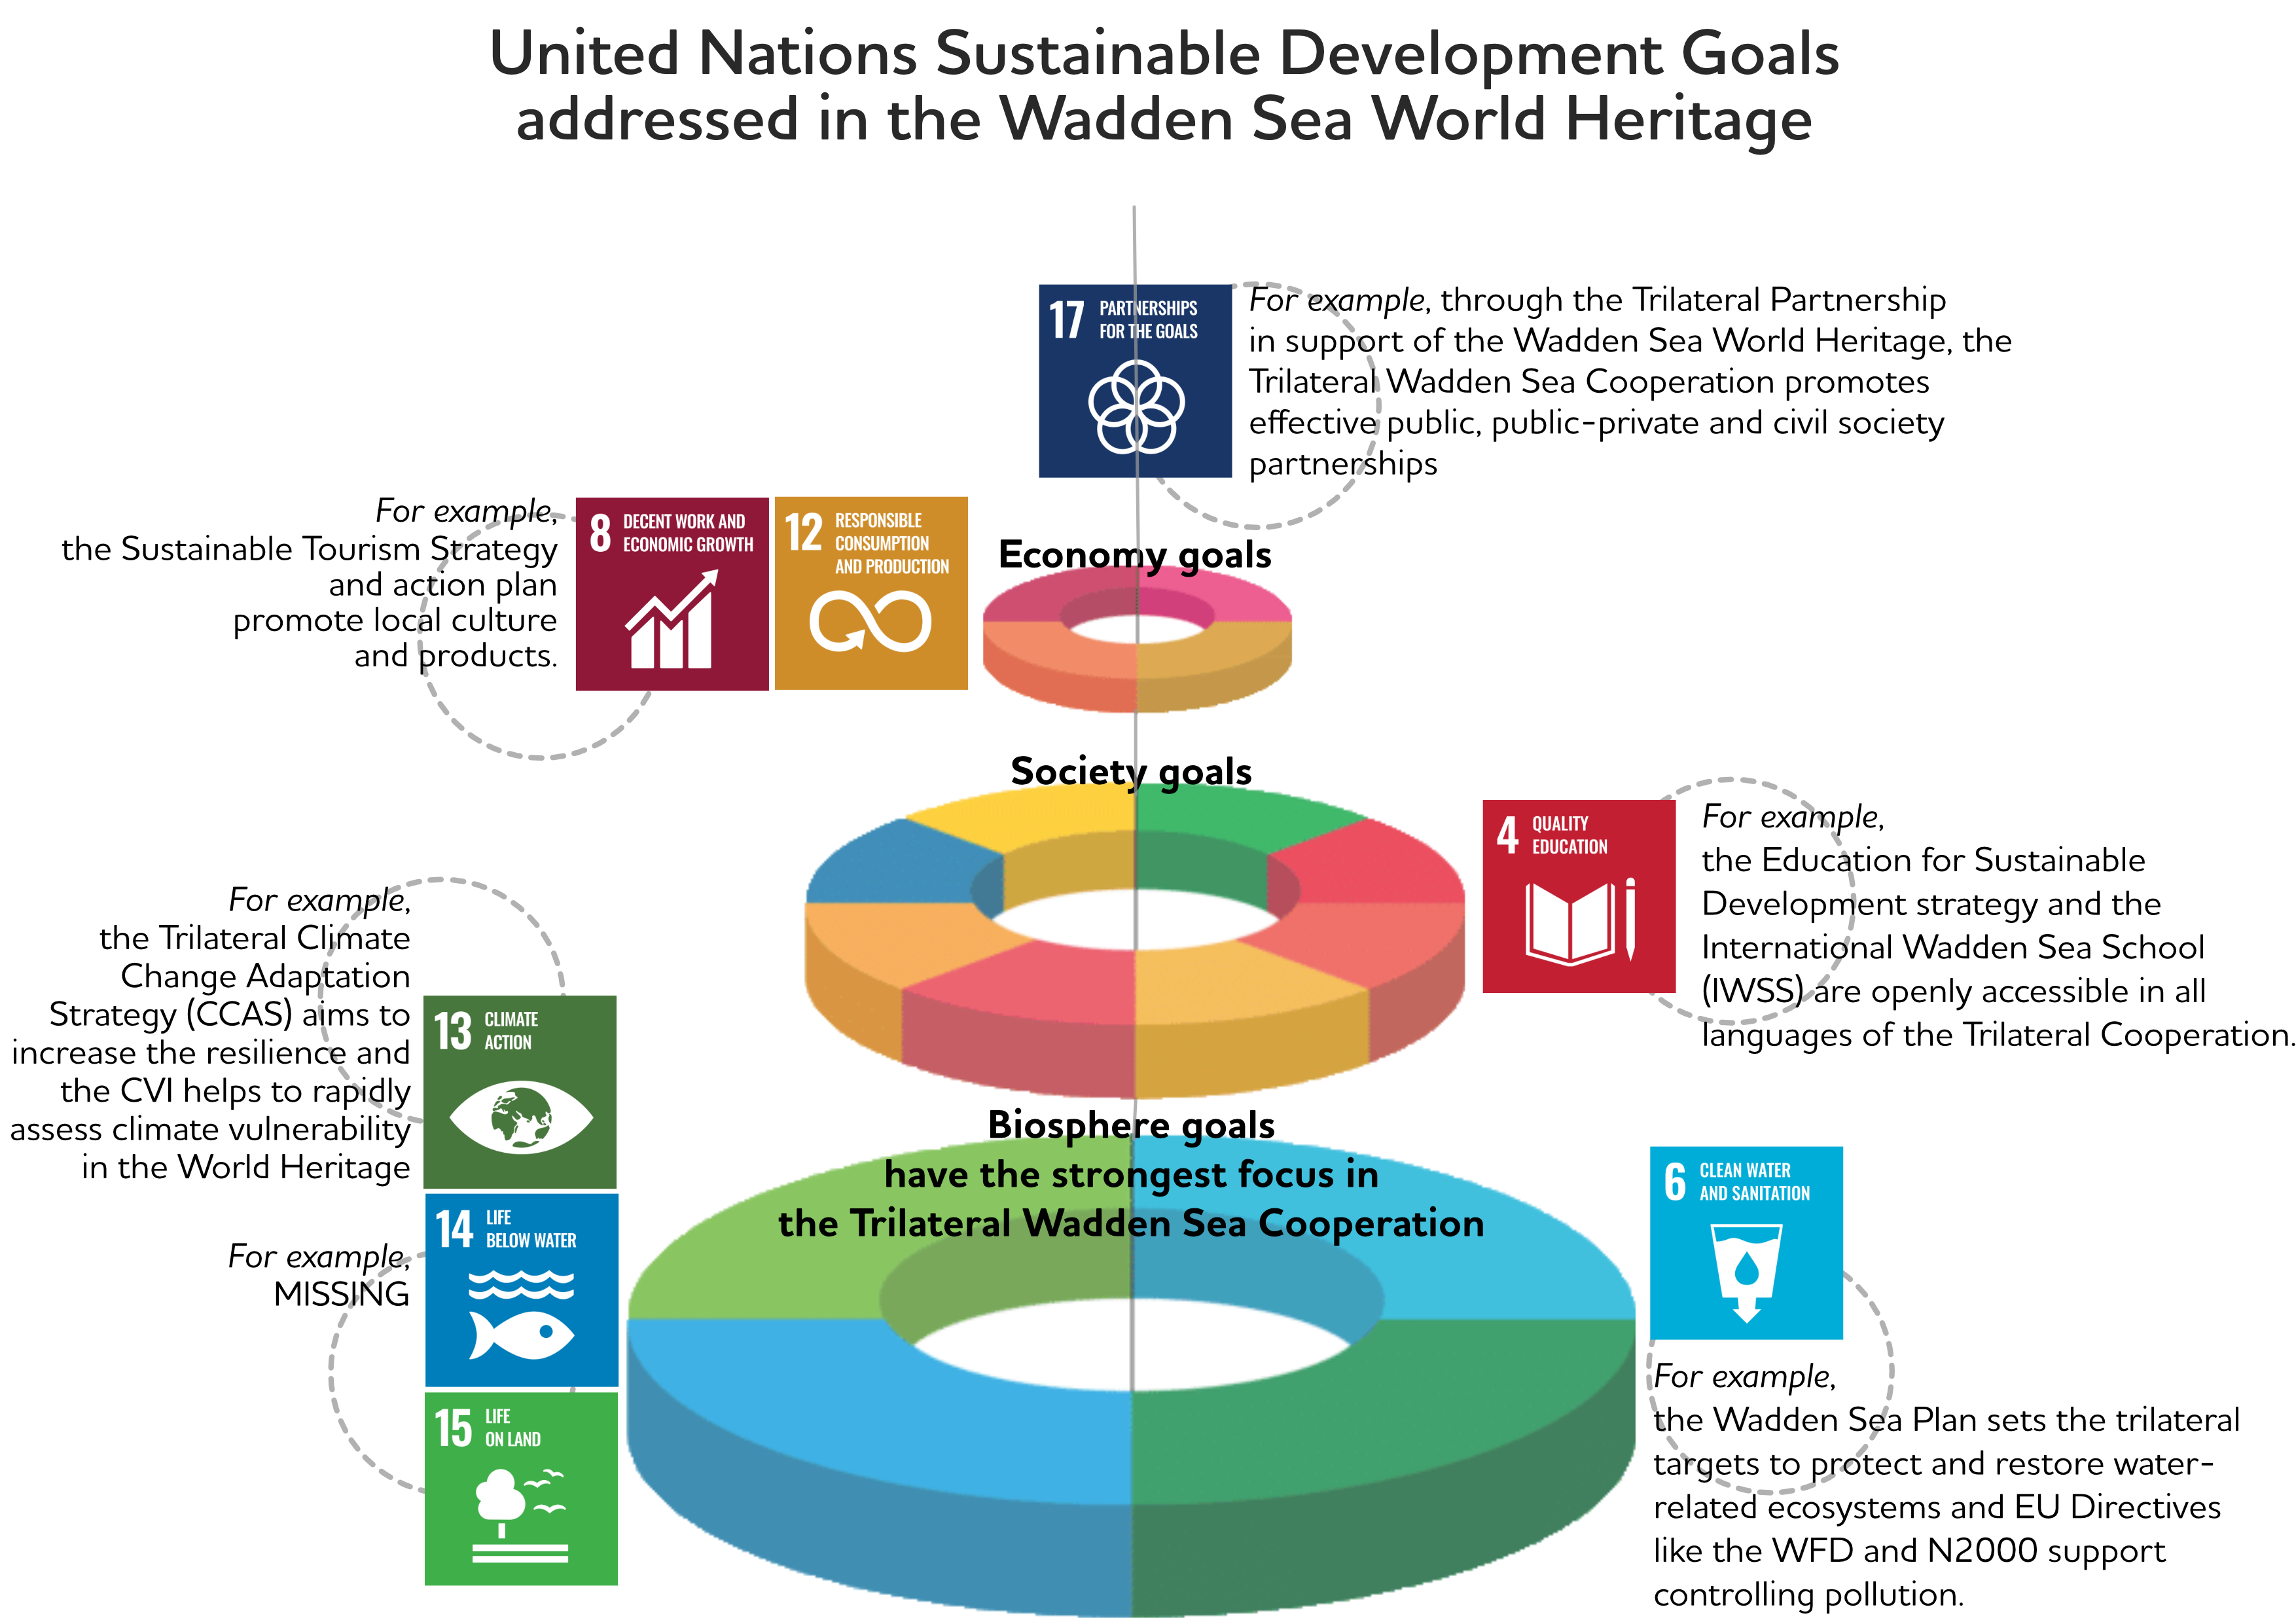 United Nations Sustainable Development Goals
addressed in the Wadden Sea World Heritage
17 PARTNERSHIPS
FOR THE GOALS
For example, through the Trilateral Partnership
in support of the Wadden Sea World Heritage, the
Trilateral Wadden Sea Cooperation promotes
effective public, public-private and civil society
partnerships
For example,
the Sustainable Tourism Strategy
and action plan
promote local culture
and products.
8 DECENT WORK AND
ECONOMIC GROWTH
12 RESPONSIBLE
CONSUMPTION
AND PRODUCTION
Economy goals
Society goals
4 QUALITY
EDUCATION
For example,
the Education for Sustainable
Development strategy and the
International Wadden Sea School
(IWSS) are openly accessible in all
languages of the Trilateral Cooperation.
For example,
the Trilateral Climate
Change Adaptation
Strategy (CCAS) aims to
increase the resilience and
the CVI helps to rapidly
assess climate vulnerability
in the World Heritage
13 CLIMATE
ACTION
Biosphere goals
have the strongest focus in
the Trilateral Wadden Sea Cooperation
For example,
MISSING
14 LIFE
BELOW WATER
15 LIFE
ON LAND
6 CLEAN WATER
AND SANITATION
For example,
the Wadden Sea Plan sets the trilateral
targets to protect and restore water-
related ecosystems and EU Directives
like the WFD and N2000 support
controlling pollution.